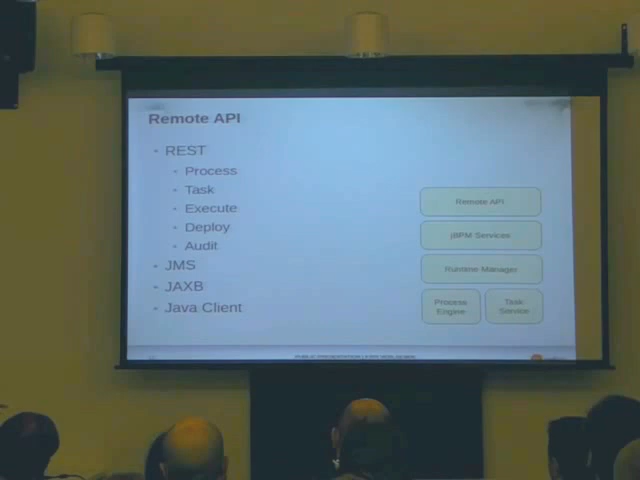 Remote API
• REST
• Process
• Task
• Execute
• Deploy
• Audit
• JMS
• JAXB
• Java Client
Remote API
jBPM Services
Runtime Manager
Process
Engine
Task
Service